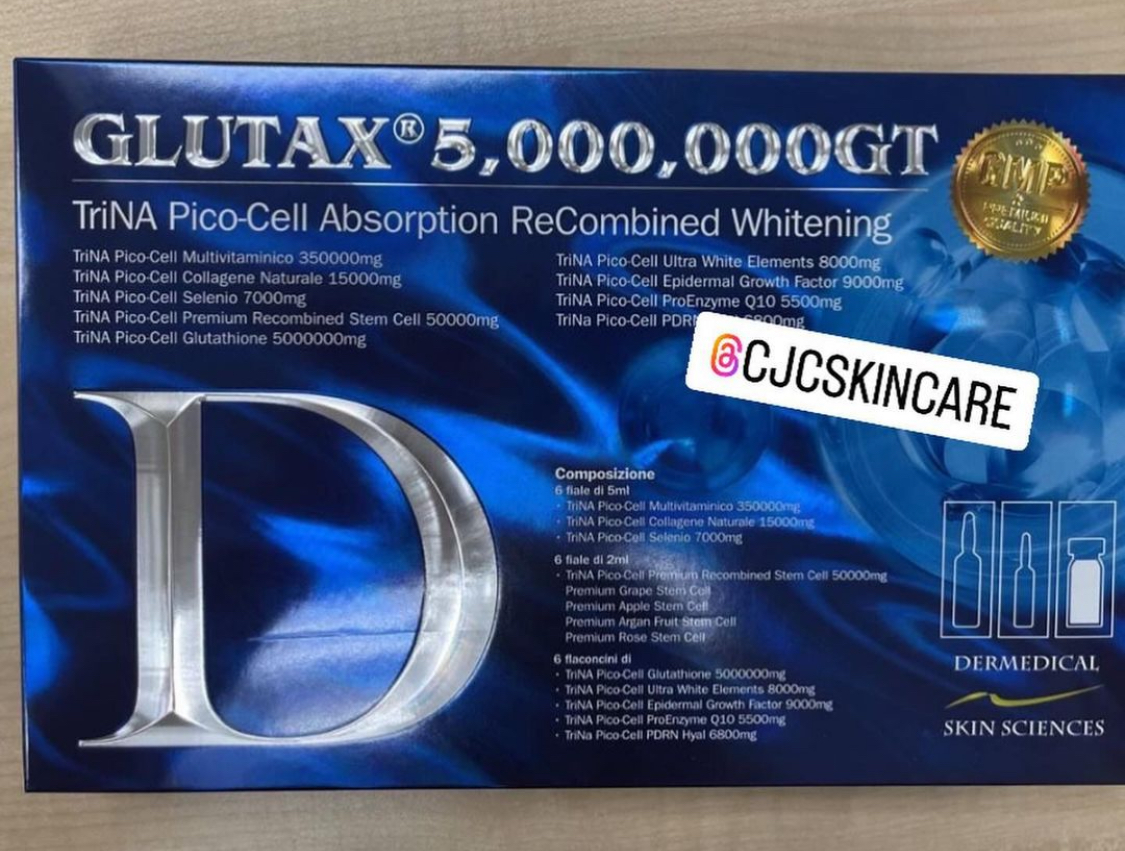 GLUTAX® 5,000,000GT
TriNA Pico-Cell Absorption ReCombined Whitening
TriNA Pico-Cell Multivitaminico 350000mg
TriNA Pico-Cell Collagene Naturale 15000mg
TriNA Pico-Cell Selenio 7000mg
TriNA Pico-Cell Premium Recombined Stem Cell 50000mg
TriNA Pico-Cell Glutathione 5000000mg
TriNA Pico-Cell Ultra White Elements 8000mg
TriNA Pico-Cell Epidermal Growth Factor 9000mg
TriNA Pico-Cell ProEnzyme Q10 5500mg
TriNa Pico-Cell PDRN 6800mg
GMP
PREMIUM
QUALITY
@CJCSKINCARE
D
Composizione
6 fiale di 5ml
· TriNA Pico-Cell Multivitaminico 350000mg
· TriNA Pico-Cell Collagene Naturale 15000mg
· TriNA Pico-Cell Selenio 7000mg
6 fiale di 2ml
· TriNA Pico-Cell Premium Recombined Stem Cell 50000mg
Premium Grape Stem Cell
Premium Apple Stem Cell
Premium Argan Fruit Stem Cell
Premium Rose Stem Cell
6 flaconcini di
· TriNA Pico-Cell Glutathione 5000000mg
· TriNA Pico-Cell Ultra White Elements 8000mg
· TriNA Pico-Cell Epidermal Growth Factor 9000mg
· TriNA Pico-Cell ProEnzyme Q10 5500mg
· TriNa Pico-Cell PDRN Hyal 6800mg
DERMEDICAL
SKIN SCIENCES